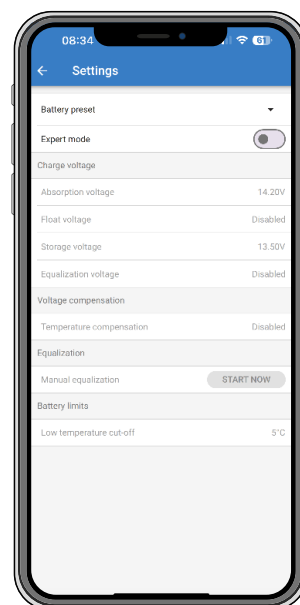 08:34 61
Settings
Battery preset
Expert mode
Charge voltage
Absorption voltage 14.20V
Float voltage Disabled
Storage voltage 13.50V
Equalization voltage Disabled
Voltage compensation
Temperature compensation Disabled
Equalization
Manual equalization START NOW
Battery limits
Low temperature cut-off 5°C